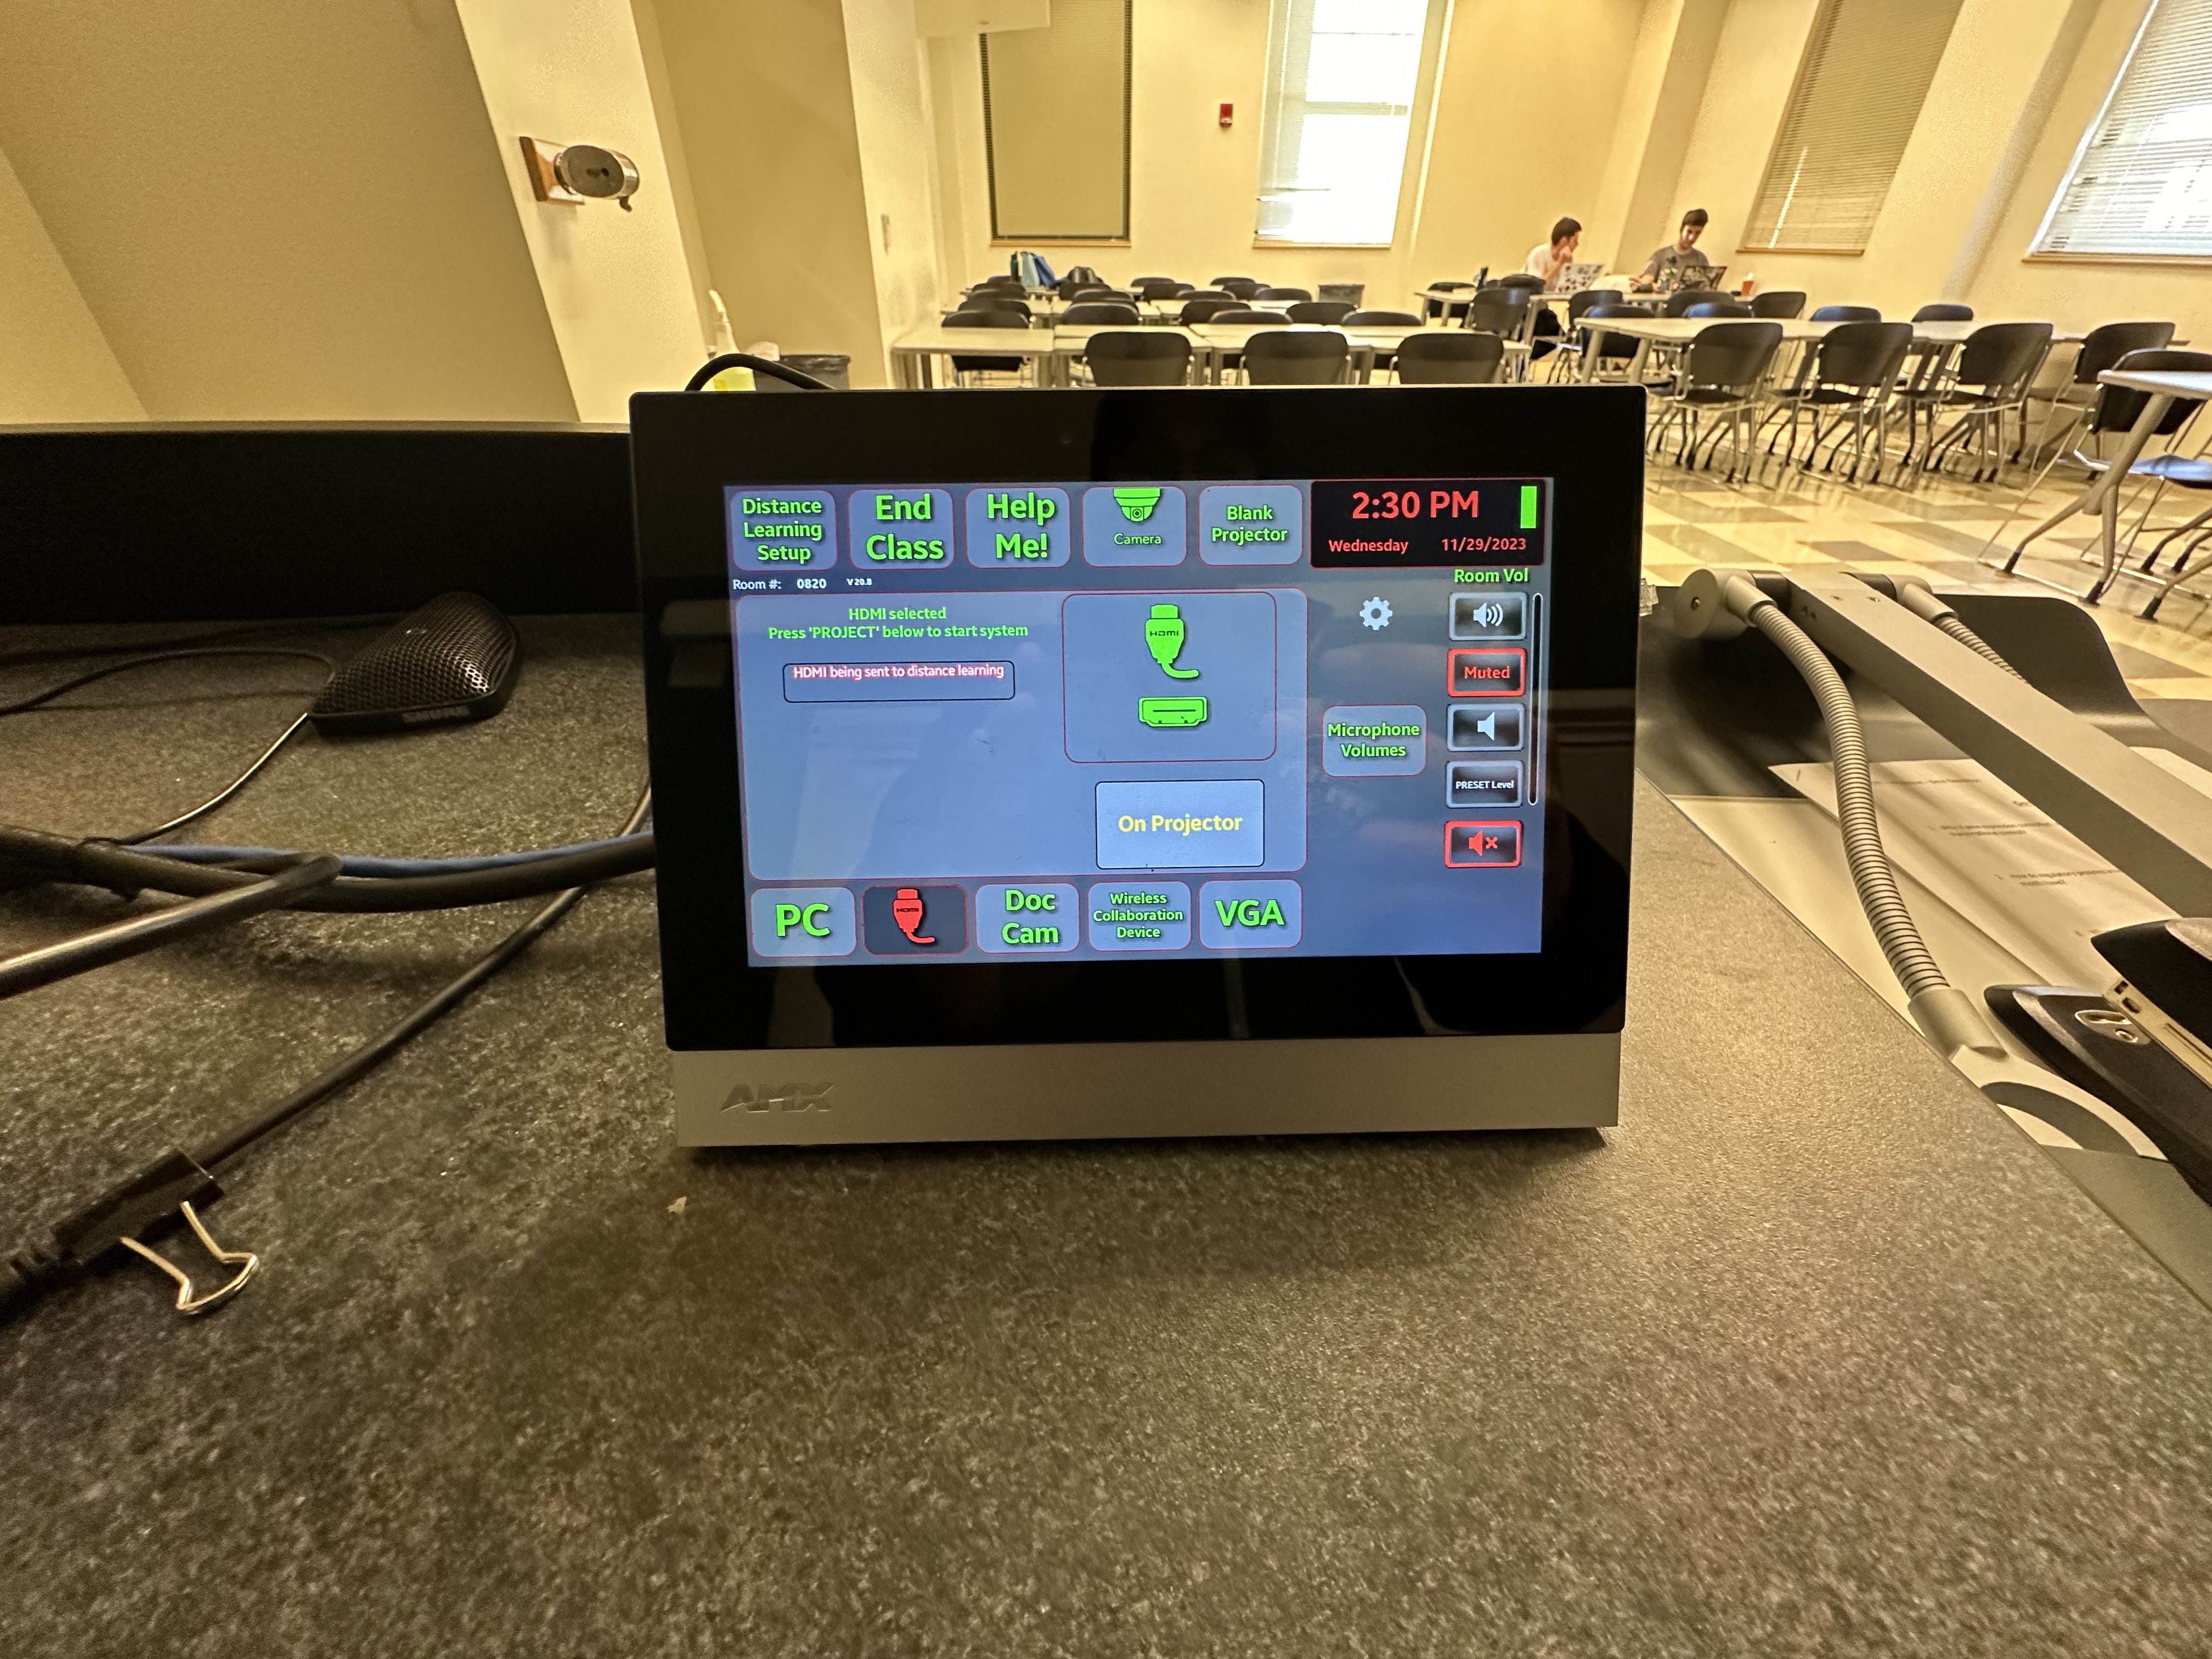 Distance
Learning
Setup
End
Class
Help
Me!
Camera
Blank
Projector
2:30 PM
Wednesday 11/29/2023
Room #: 0820 V 20.8
Room Vol
HDMI selected
Press 'PROJECT' below to start system
HDMI being sent to distance learning
HDMI
Muted
Microphone
Volumes
PRESET Level
On Projector
PC
HDMI
Doc
Cam
Wireless
Collaboration
Device
VGA
AMX